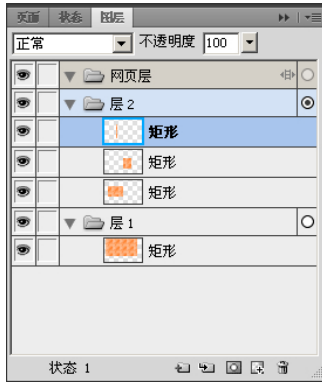 页面 状态 图层
正常 不透明度 100
网页层
层 2
矩形
矩形
矩形
层 1
矩形
状态 1